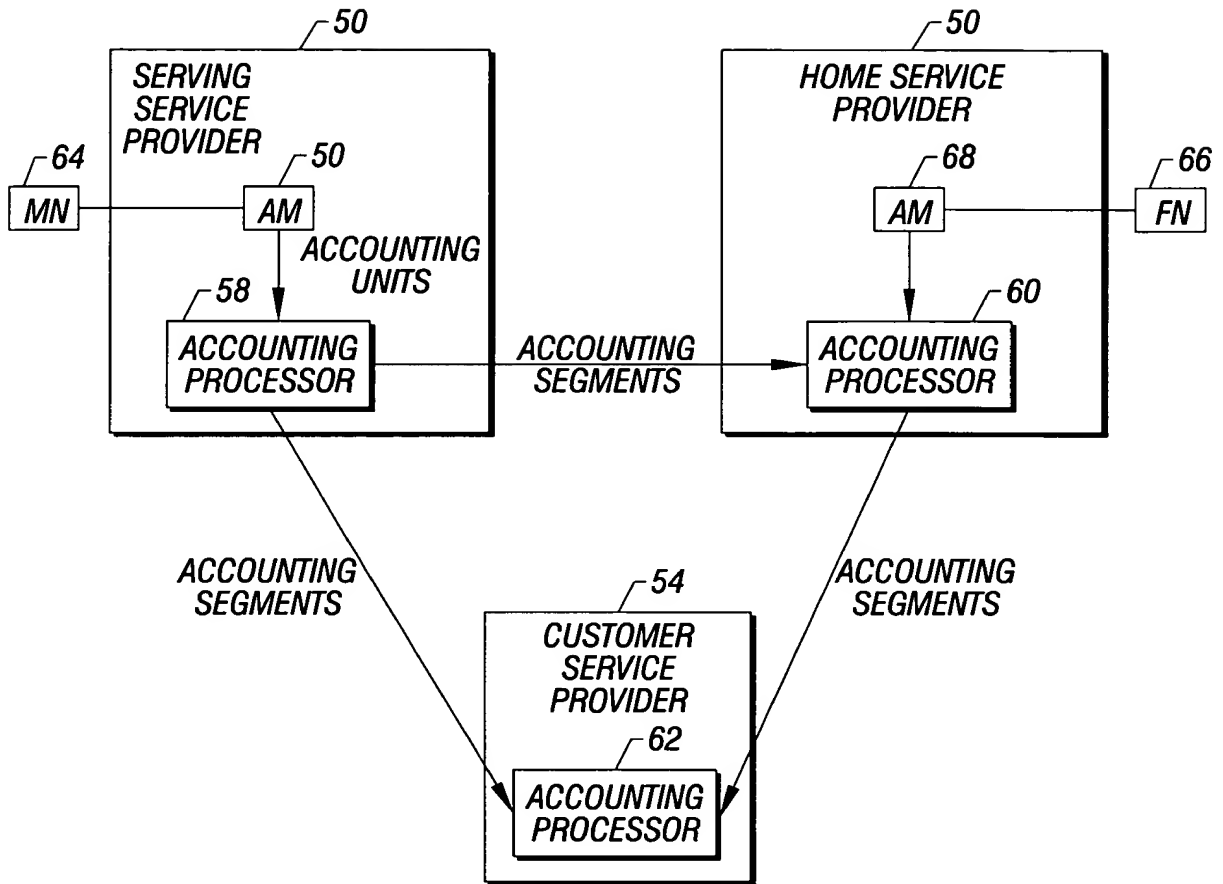 50
50
SERVING
SERVICE
PROVIDER
HOME SERVICE
PROVIDER
64
50
68
66
MN
AM
AM
FN
ACCOUNTING
UNITS
58
60
ACCOUNTING
PROCESSOR
ACCOUNTING
SEGMENTS
ACCOUNTING
PROCESSOR
ACCOUNTING
SEGMENTS
ACCOUNTING
SEGMENTS
54
CUSTOMER
SERVICE
PROVIDER
62
ACCOUNTING
PROCESSOR